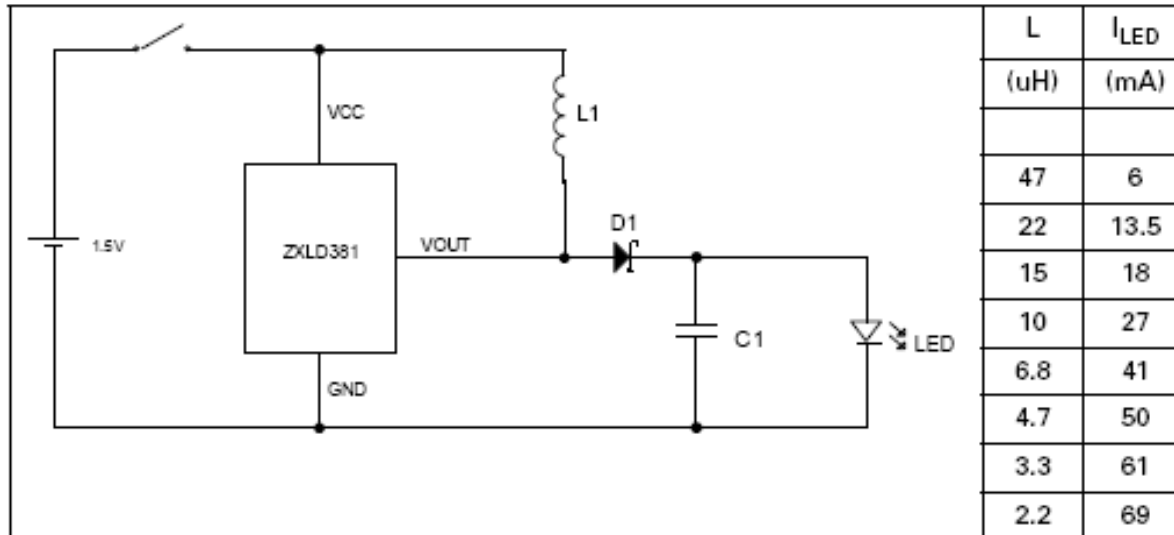 VCC
L1
1.5V
ZXLD381
VOUT
D1
C1
LED
GND
L I_LED
(uH) (mA)
47 6
22 13.5
15 18
10 27
6.8 41
4.7 50
3.3 61
2.2 69